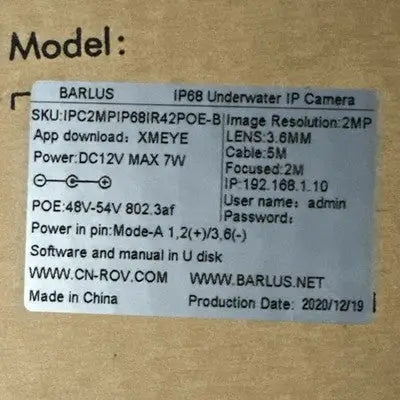 Model:
BARLUS IP68 Underwater IP Camera
SKU:IPC2MPIP68IR42POE-B
App download: XMEYE
Power:DC12V MAX 7W
POE:48V-54V 802.3af
Image Resolution:2MP
LENS:3.6MM
Cable:5M
Focused:2M
IP:192.168.1.10
User name: admin
Password:
Power in pin:Mode-A 1,2(+)/3,6(-)
Software and manual in U disk
WWW.CN-ROV.COM WWW.BARLUS.NET
Made in China Production Date: 2020/12/19